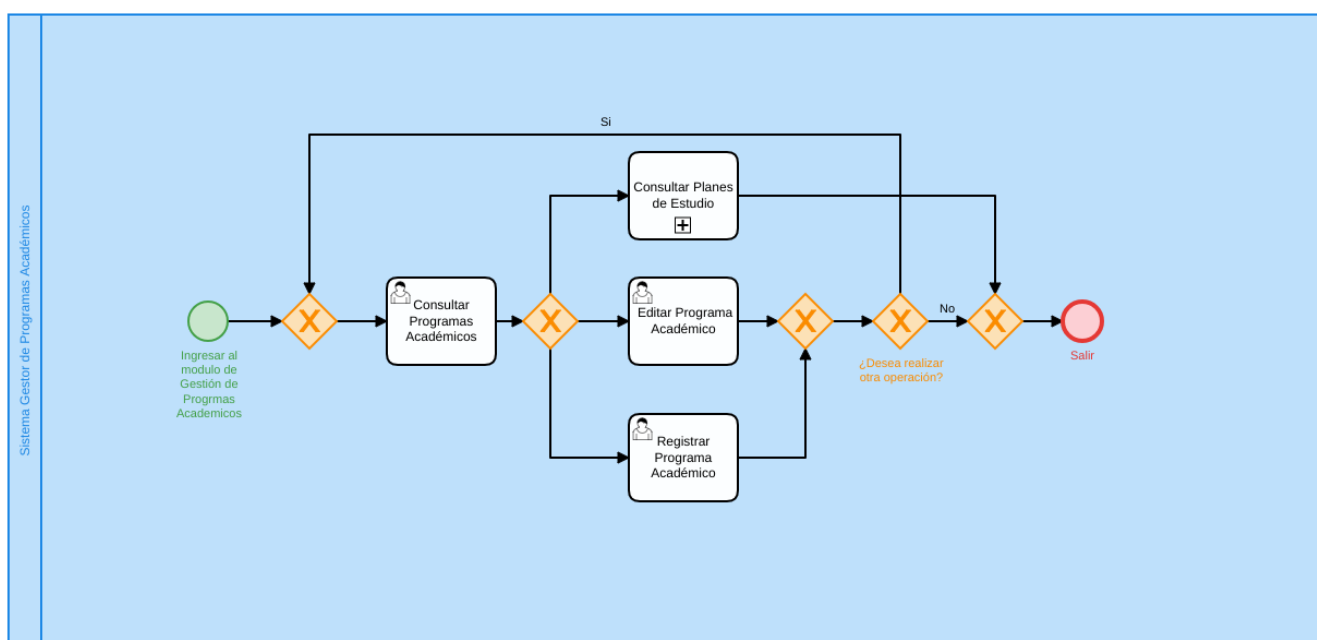 Sistema Gestor de Programas Académicos
Si
Consultar Planes
de Estudio
Consultar
Programas
Académicos
Editar Programa
Académico
No
Ingresar al
modulo de
Gestión de
Progrmas
Academicos
¿Desea realizar
otra operación?
Salir
Registrar
Programa
Académico